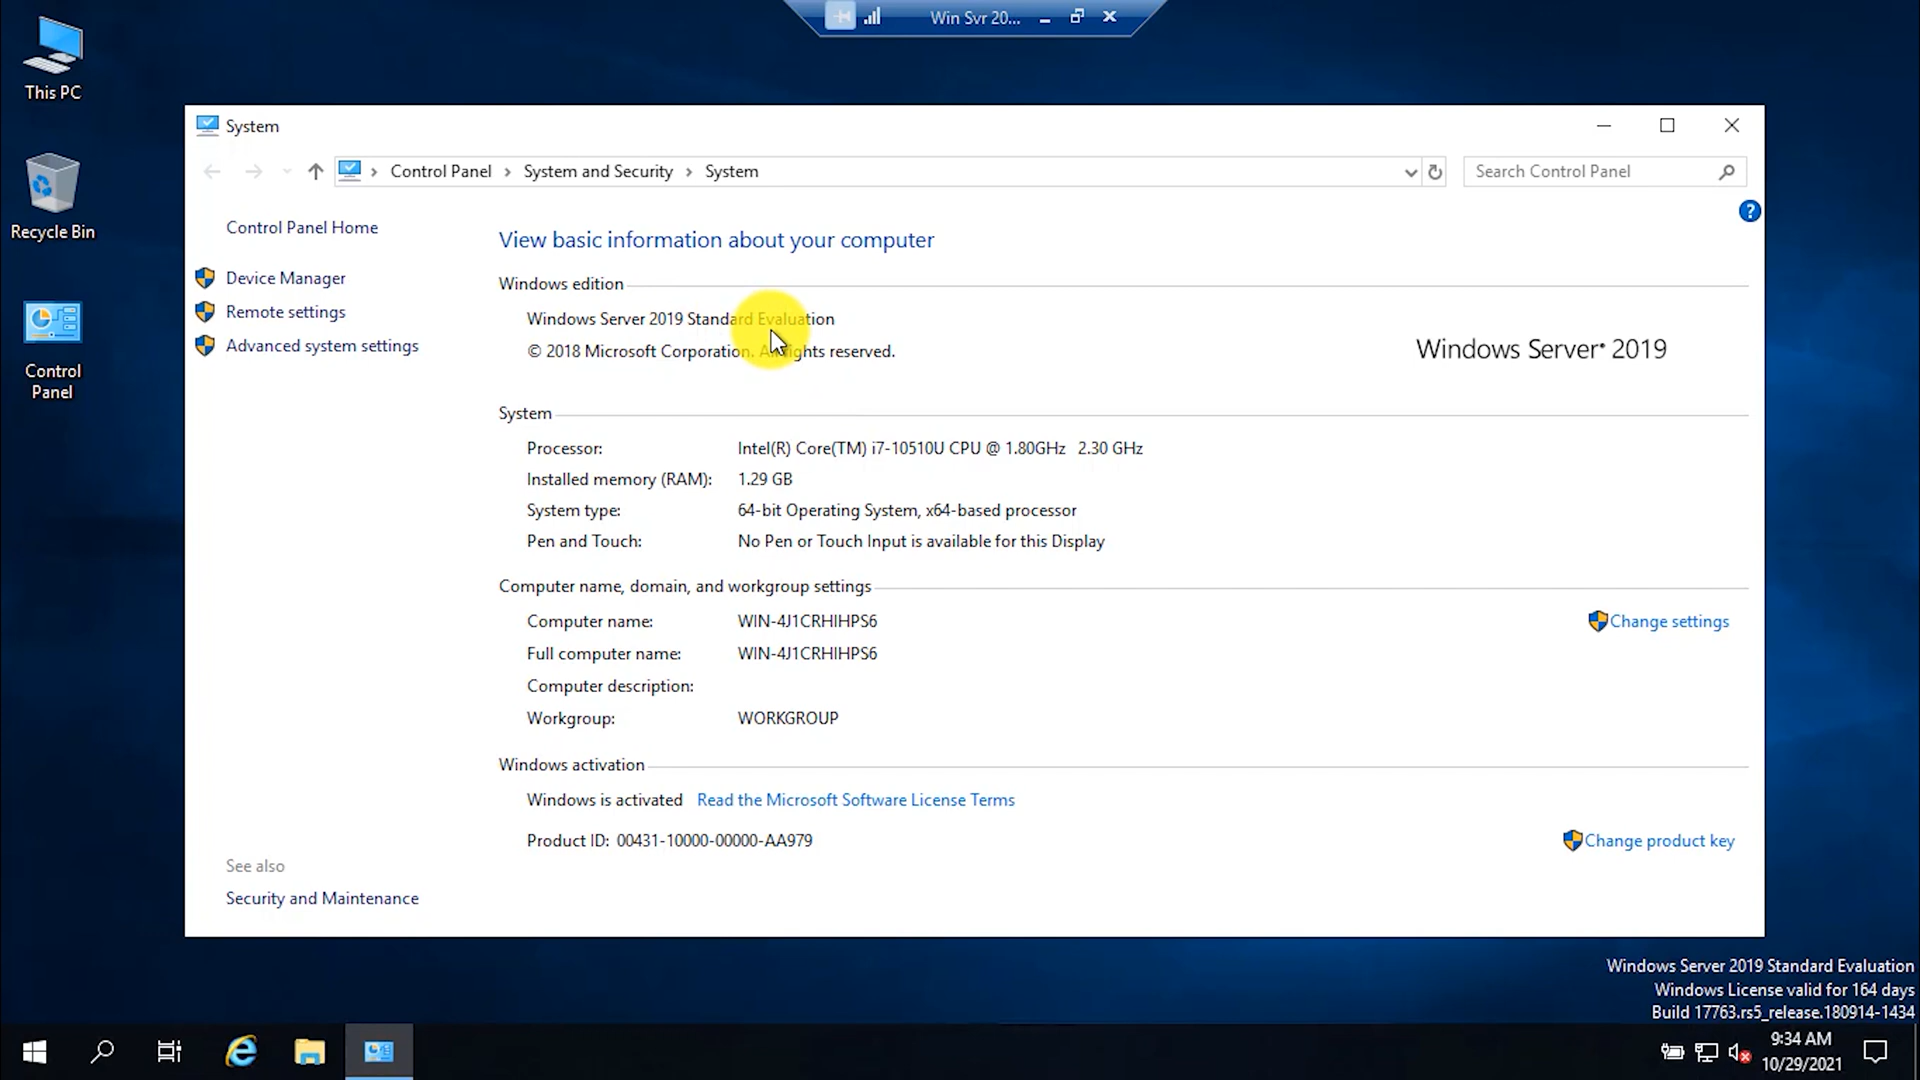 Win Svr 20...
This PC
Recycle Bin
Control
Panel
System
Control Panel › System and Security › System
Search Control Panel
Control Panel Home
Device Manager
Remote settings
Advanced system settings
See also
Security and Maintenance
?
View basic information about your computer
Windows edition
Windows Server 2019 Standard Evaluation
© 2018 Microsoft Corporation. All rights reserved.
Windows Server® 2019
System
Processor: Intel(R) Core(TM) i7-10510U CPU @ 1.80GHz 2.30 GHz
Installed memory (RAM): 1.29 GB
System type: 64-bit Operating System, x64-based processor
Pen and Touch: No Pen or Touch Input is available for this Display
Computer name, domain, and workgroup settings
Computer name: WIN-4J1CRHIHPS6
Change settings
Full computer name: WIN-4J1CRHIHPS6
Computer description:
Workgroup: WORKGROUP
Windows activation
Windows is activated Read the Microsoft Software License Terms
Product ID: 00431-10000-00000-AA979
Change product key
Windows Server 2019 Standard Evaluation
Windows License valid for 164 days
Build 17763.rs5_release.180914-1434
9:34 AM
10/29/2021